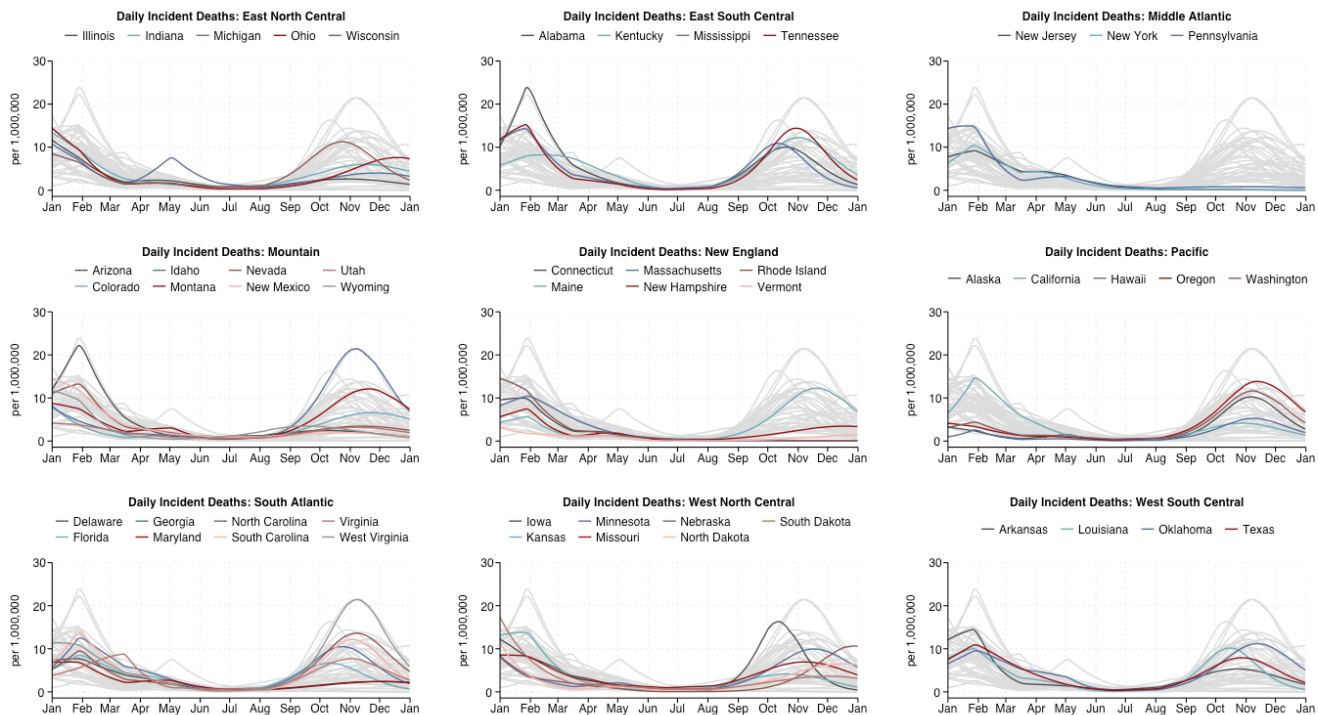 Daily Incident Deaths: East North Central
Illinois Indiana Michigan Ohio Wisconsin
30
20
10
0
per 1,000,000
Jan Feb Mar Apr May Jun Jul Aug Sep Oct Nov Dec Jan
Daily Incident Deaths: East South Central
Alabama Kentucky Mississippi Tennessee
30
20
10
0
per 1,000,000
Jan Feb Mar Apr May Jun Jul Aug Sep Oct Nov Dec Jan
Daily Incident Deaths: Middle Atlantic
New Jersey New York Pennsylvania
30
20
10
0
per 1,000,000
Jan Feb Mar Apr May Jun Jul Aug Sep Oct Nov Dec Jan
Daily Incident Deaths: Mountain
Arizona Idaho Nevada Utah
Colorado Montana New Mexico Wyoming
30
20
10
0
per 1,000,000
Jan Feb Mar Apr May Jun Jul Aug Sep Oct Nov Dec Jan
Daily Incident Deaths: New England
Connecticut Massachusetts Rhode Island
Maine New Hampshire Vermont
30
20
10
0
per 1,000,000
Jan Feb Mar Apr May Jun Jul Aug Sep Oct Nov Dec Jan
Daily Incident Deaths: Pacific
Alaska California Hawaii Oregon Washington
30
20
10
0
per 1,000,000
Jan Feb Mar Apr May Jun Jul Aug Sep Oct Nov Dec Jan
Daily Incident Deaths: South Atlantic
Delaware Georgia North Carolina Virginia
Florida Maryland South Carolina West Virginia
30
20
10
0
per 1,000,000
Jan Feb Mar Apr May Jun Jul Aug Sep Oct Nov Dec Jan
Daily Incident Deaths: West North Central
Iowa Minnesota Nebraska South Dakota
Kansas Missouri North Dakota
30
20
10
0
per 1,000,000
Jan Feb Mar Apr May Jun Jul Aug Sep Oct Nov Dec Jan
Daily Incident Deaths: West South Central
Arkansas Louisiana Oklahoma Texas
30
20
10
0
per 1,000,000
Jan Feb Mar Apr May Jun Jul Aug Sep Oct Nov Dec Jan